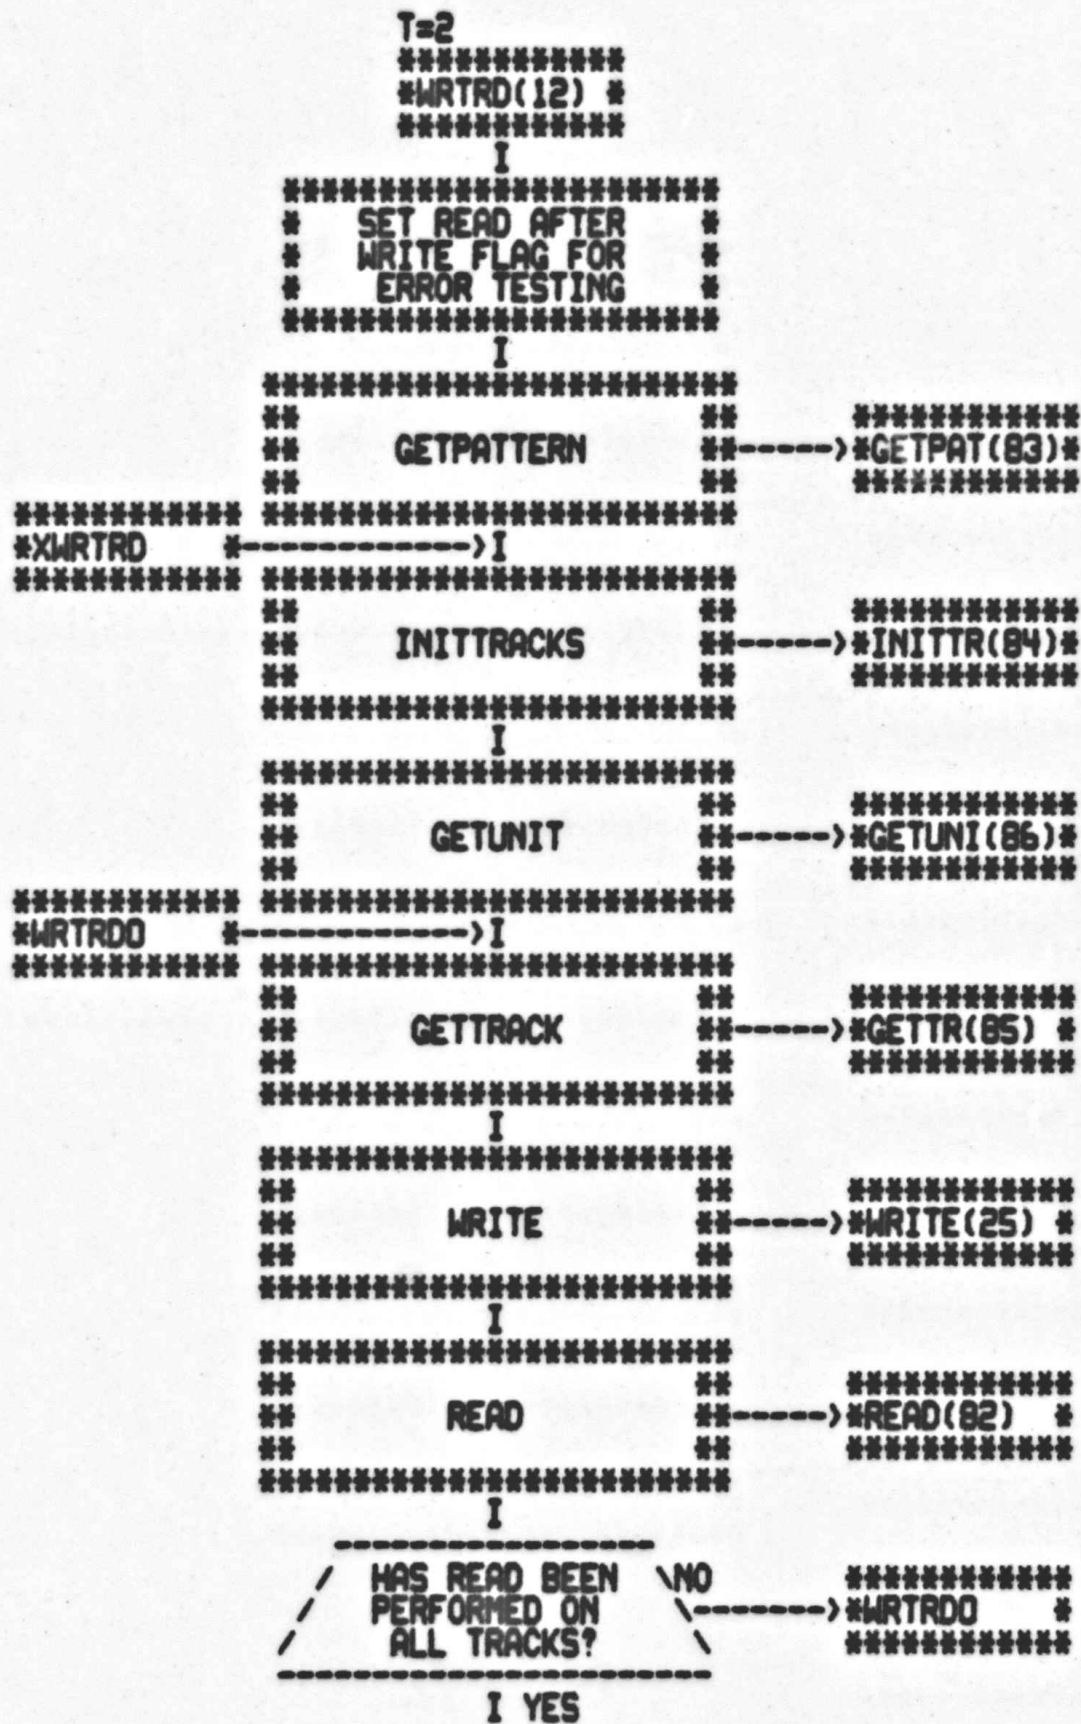 T=2
************
*WRTRD(12) *
************
I
***********************
* SET READ AFTER *
* WRITE FLAG FOR *
* ERROR TESTING *
***********************
I
*************************
## ##
## GETPATTERN ##----->*GETPAT(83)*
## ##
************ *************************
*XWRTRD *------------>I
************ *************************
## ##
## INITTRACKS ##----->*INITTR(84)*
## ##
*************************
I
*************************
## ##
## GETUNIT ##----->*GETUNI(86)*
## ##
************ *************************
*WRTRDO *------------>I
************ *************************
## ##
## GETTRACK ##----->*GETTR(85) *
## ##
*************************
I
*************************
## ##
## WRITE ##----->*WRITE(25) *
## ##
*************************
I
*************************
## ##
## READ ##----->*READ(82) *
## ##
*************************
I
-----------------
/ HAS READ BEEN \NO
/ PERFORMED ON \------->*WRTRDO *
/ ALL TRACKS? \
-----------------------
I YES